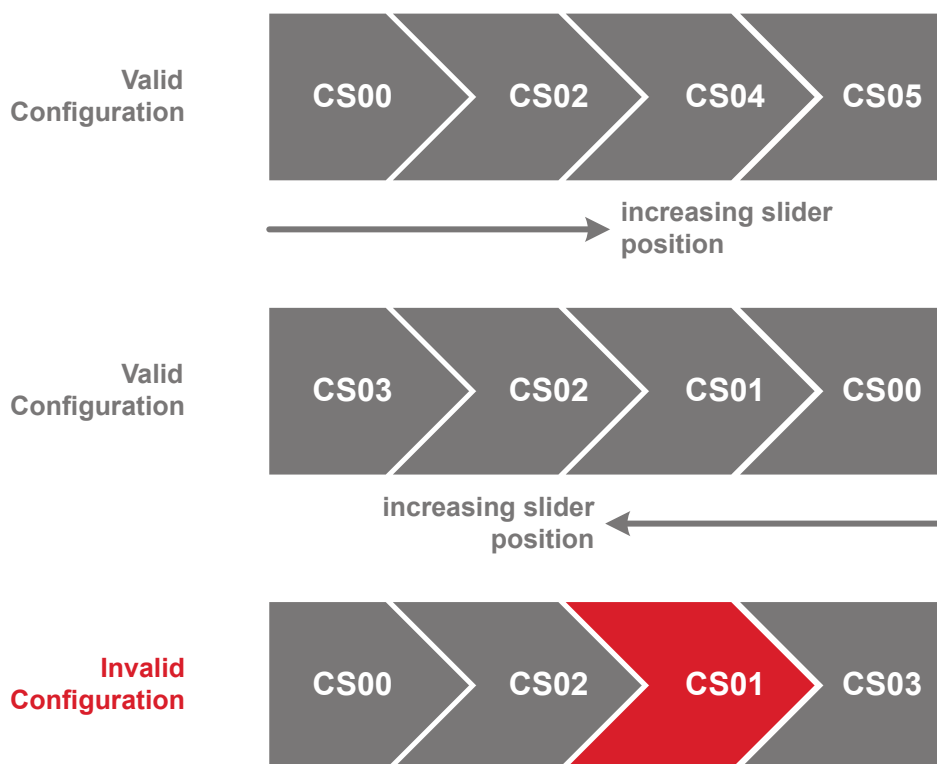 Valid
Configuration
CS00 CS02 CS04 CS05
increasing slider
position
Valid
Configuration
CS03 CS02 CS01 CS00
increasing slider
position
Invalid
Configuration
CS00 CS02 CS01 CS03